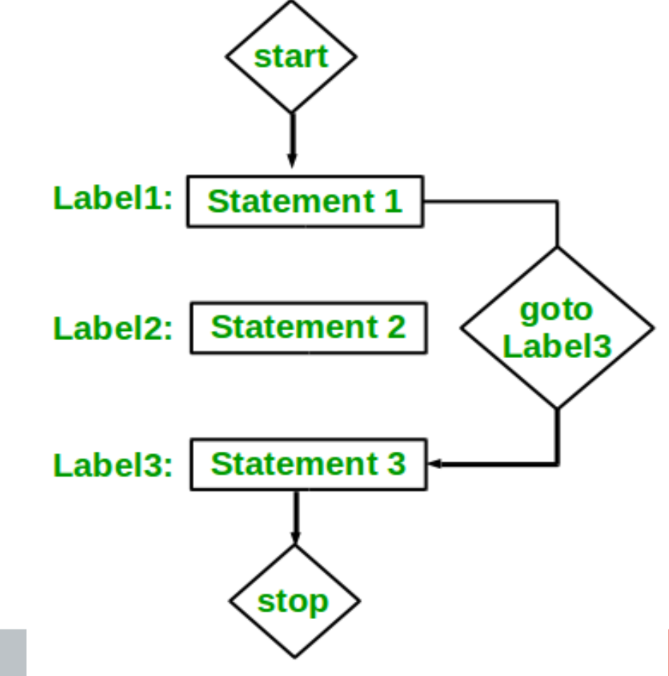 start
Label1: Statement 1
Label2: Statement 2
goto
Label3
Label3: Statement 3
stop